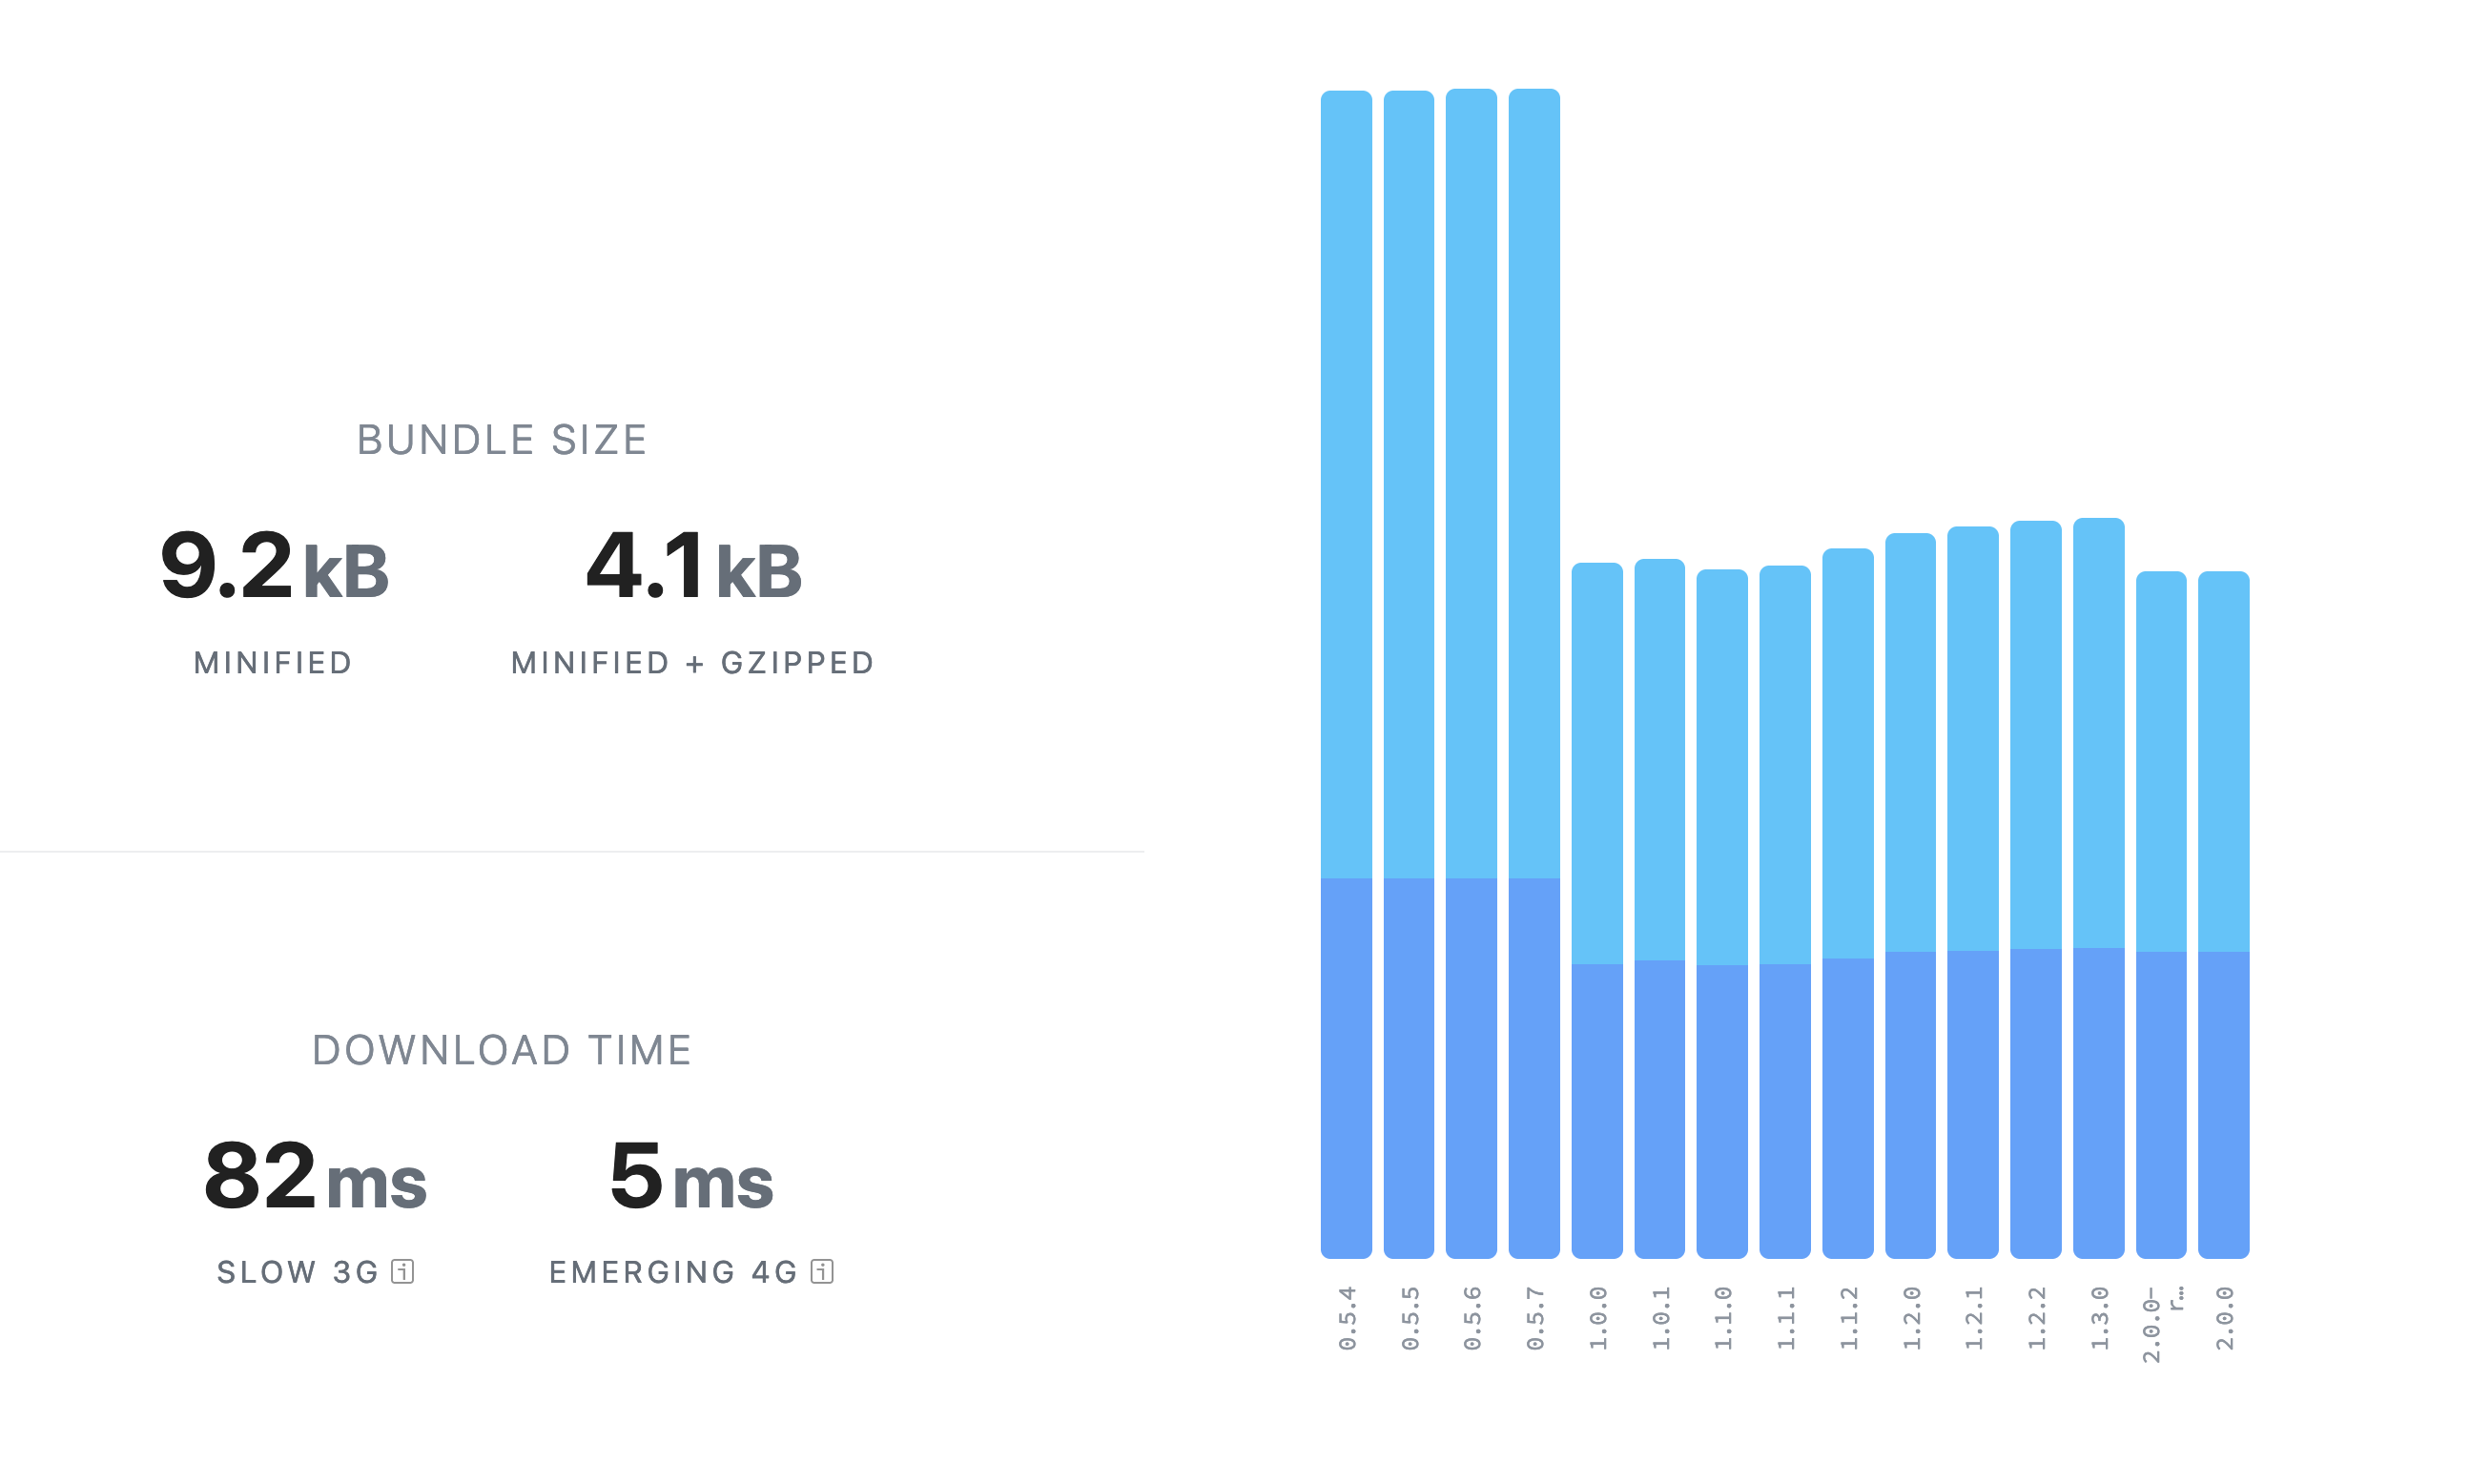 BUNDLE SIZE
9.2 kB
MINIFIED
4.1 kB
MINIFIED + GZIPPED
DOWNLOAD TIME
82 ms
SLOW 3G
5 ms
EMERGING 4G
0.5.4
0.5.5
0.5.6
0.5.7
1.0.0
1.0.1
1.1.0
1.1.1
1.1.2
1.2.0
1.2.1
1.2.2
1.3.0
2.0.0-
r…
2.0.0